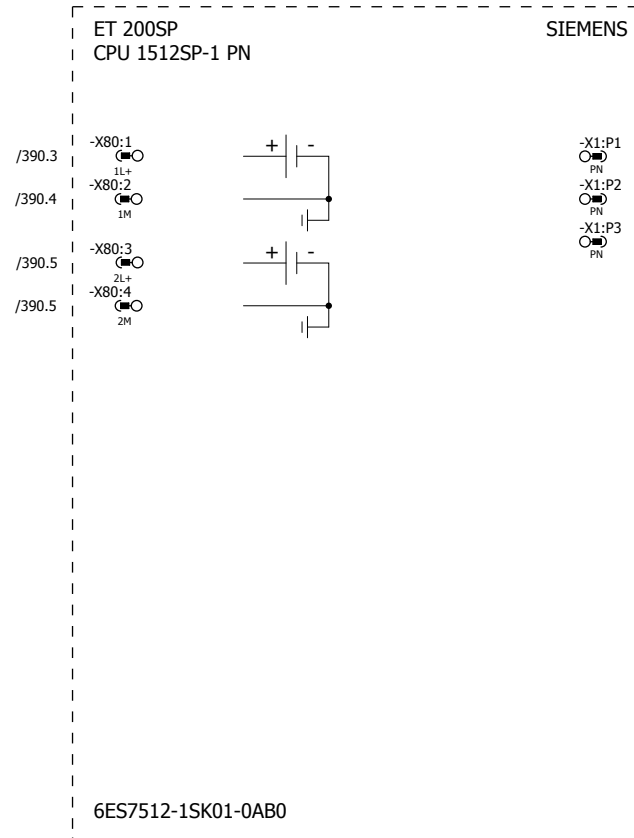 ET 200SP
SIEMENS
CPU 1512SP-1 PN
-X80:1
+ -
-X1:P1
/390.3
1L+
PN
-X80:2
-X1:P2
/390.4
1M
PN
-X1:P3
-X80:3
+ -
PN
/390.5
2L+
-X80:4
/390.5
2M
6ES7512-1SK01-0AB0